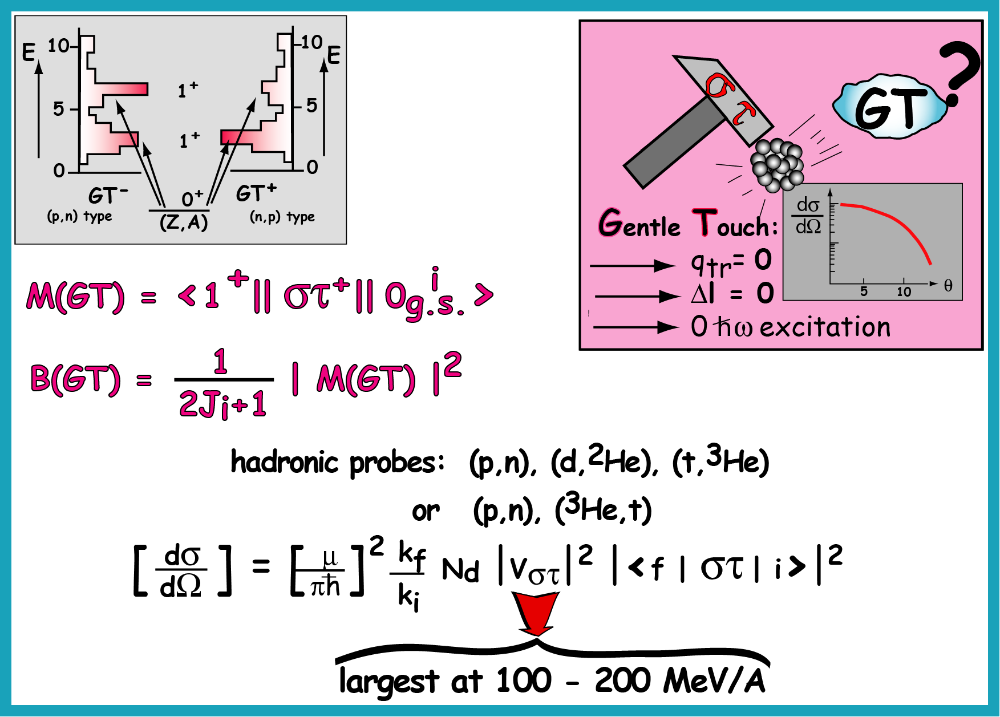 E 10 5 0
1+
1+
10 E 5 0
GT− 0+ GT+
(p,n) type (Z,A) (n,p) type
σ τ
GT?
Gentle Touch:
qtr= 0
Δl = 0
0 ħω excitation
dσ
dΩ
5 10 θ
M(GT) = <1+|| στ+|| 0g.s.i >
B(GT) = 1
2Ji+1 | M(GT) |2
hadronic probes: (p,n), (d,2He), (t,3He)
or (p,n), (3He,t)
[dσ/dΩ] = [μ/πħ]2 kf/ki Nd |Vστ|2 |<f | στ | i>|2
largest at 100 - 200 MeV/A